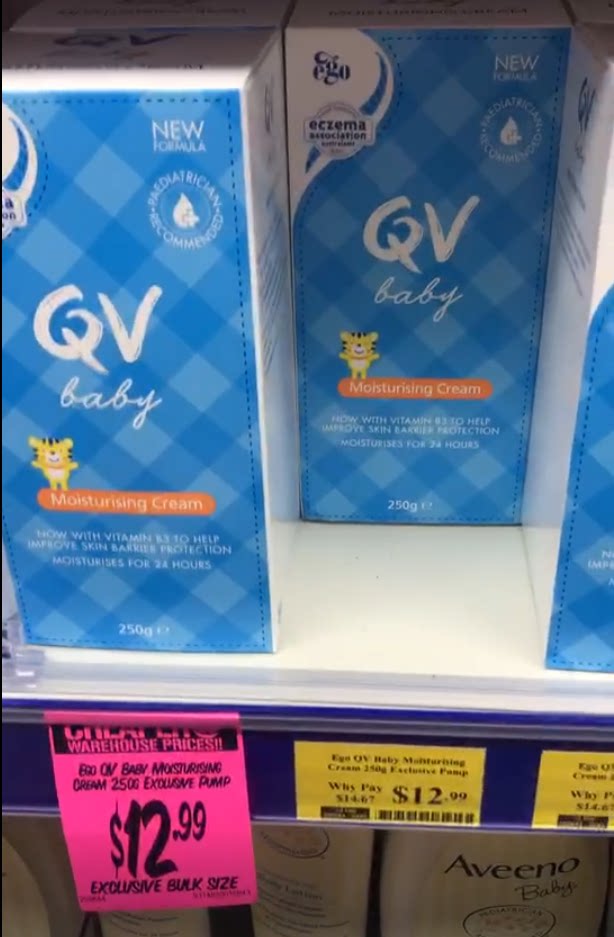 NEW
FORMULA
PAEDIATRICIAN
RECOMMENDED
QV
baby
Moisturising Cream
NOW WITH VITAMIN B3 TO HELP
IMPROVE SKIN BARRIER PROTECTION
MOISTURISES FOR 24 HOURS
250g e
ego
eczema
association
NEW
FORMULA
PAEDIATRICIAN
RECOMMENDED
QV
baby
Moisturising Cream
NOW WITH VITAMIN B3 TO HELP
IMPROVE SKIN BARRIER PROTECTION
MOISTURISES FOR 24 HOURS
250g e
WAREHOUSE PRICES!!
EGO QV BABY MOISTURISING
CREAM 250G EXCLUSIVE PUMP
$12.99
EXCLUSIVE BULK SIZE
Ego QV Baby Moisturising
Cream 250g Exclusive Pump
Why Pay
$14.67
$12.99
Why
Aveeno
Baby
PEDIATRICIAN